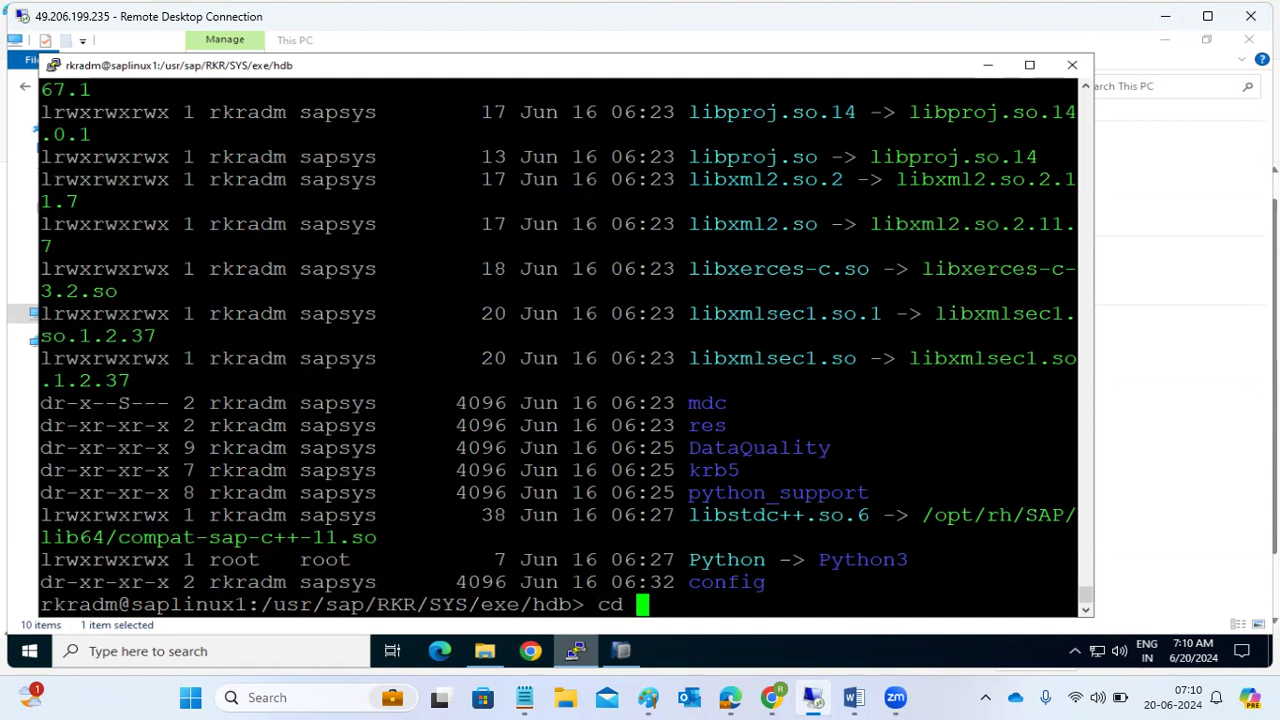 49.206.199.235 - Remote Desktop Connection
Manage
This PC
rkradm@saplinux1:/usr/sap/RKR/SYS/exe/hdb
arch This PC
67.1
lrwxrwxrwx 1 rkradm sapsys 17 Jun 16 06:23 libproj.so.14 -> libproj.so.14
.0.1
lrwxrwxrwx 1 rkradm sapsys 13 Jun 16 06:23 libproj.so -> libproj.so.14
lrwxrwxrwx 1 rkradm sapsys 17 Jun 16 06:23 libxml2.so.2 -> libxml2.so.2.1
1.7
lrwxrwxrwx 1 rkradm sapsys 17 Jun 16 06:23 libxml2.so -> libxml2.so.2.11.
7
lrwxrwxrwx 1 rkradm sapsys 18 Jun 16 06:23 libxerces-c.so -> libxerces-c-
3.2.so
lrwxrwxrwx 1 rkradm sapsys 20 Jun 16 06:23 libxmlsec1.so.1 -> libxmlsec1.
so.1.2.37
lrwxrwxrwx 1 rkradm sapsys 20 Jun 16 06:23 libxmlsec1.so -> libxmlsec1.so
.1.2.37
dr-x--S--- 2 rkradm sapsys 4096 Jun 16 06:23 mdc
dr-xr-xr-x 2 rkradm sapsys 4096 Jun 16 06:23 res
dr-xr-xr-x 9 rkradm sapsys 4096 Jun 16 06:25 DataQuality
dr-xr-xr-x 7 rkradm sapsys 4096 Jun 16 06:25 krb5
dr-xr-xr-x 8 rkradm sapsys 4096 Jun 16 06:25 python_support
lrwxrwxrwx 1 rkradm sapsys 38 Jun 16 06:27 libstdc++.so.6 -> /opt/rh/SAP/
lib64/compat-sap-c++-11.so
lrwxrwxrwx 1 root root 7 Jun 16 06:27 Python -> Python3
dr-xr-xr-x 2 rkradm sapsys 4096 Jun 16 06:32 config
rkradm@saplinux1:/usr/sap/RKR/SYS/exe/hdb> cd
10 items 1 item selected
Type here to search
ENG
IN
7:10 AM
6/20/2024
1
Search
zm
07:10
20-06-2024
PRE